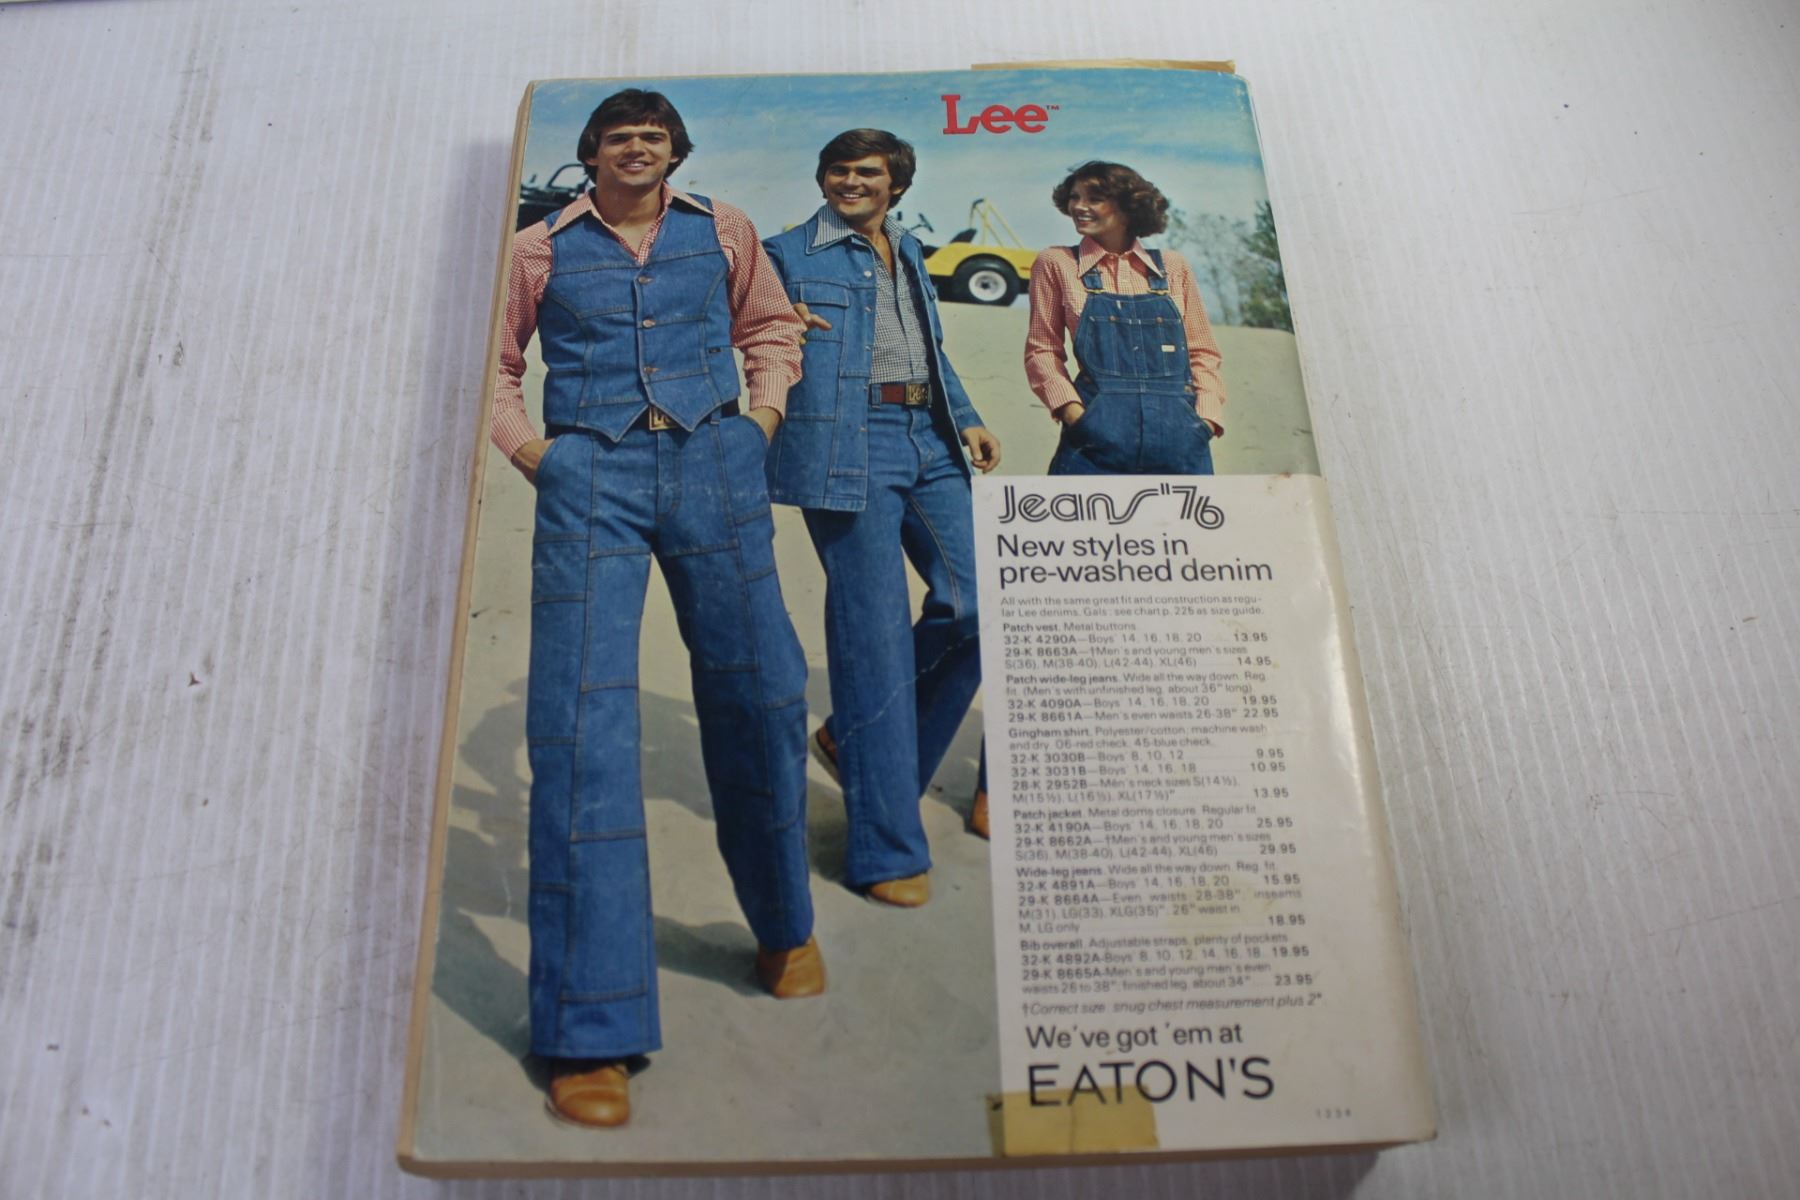 Lee™
Jeans '76
New styles in
pre-washed denim
All with the same great fit and construction as regu-
lar Lee denims. Gals: see chart p. 225 as size guide.
Patch vest. Metal buttons.
32-K 4290A—Boys' 14, 16, 18, 20 ..... 13.95
29-K 8663A—†Men's and young men's sizes
S(36), M(38-40), L(42-44), XL(46) ..... 14.95
Patch wide-leg jeans. Wide all the way down. Reg.
fit. (Men's with unfinished leg, about 36" long).
32-K 4090A—Boys' 14, 16, 18, 20 ..... 19.95
29-K 8661A—Men's even waists 26-38" 22.95
Gingham shirt. Polyester/cotton; machine wash
and dry. 06-red check, 45-blue check.
32-K 3030B—Boys' 8, 10, 12 ..... 9.95
32-K 3031B—Boys' 14, 16, 18 ..... 10.95
28-K 2952B—Men's neck sizes S(14½),
M(15½), L(16½), XL(17½)" ..... 13.95
Patch jacket. Metal dome closure. Regular fit.
32-K 4190A—Boys' 14, 16, 18, 20 ..... 25.95
29-K 8662A—†Men's and young men's sizes
S(36), M(38-40), L(42-44), XL(46) ..... 29.95
Wide-leg jeans. Wide all the way down. Reg. fit.
32-K 4891A—Boys' 14, 16, 18, 20 ..... 15.95
29-K 8664A—Even waists 28-38", inseams
M(31), LG(33), XLG(35)"; 26" waist in
M, LG only ..... 18.95
Bib overall. Adjustable straps, plenty of pockets.
32-K 4892A-Boys' 8, 10, 12, 14, 16, 18 .. 19.95
29-K 8665A-Men's and young men's even
waists 26 to 38"; finished leg, about 34" ..... 23.95
†Correct size: snug chest measurement plus 2".
We've got 'em at
EATON'S